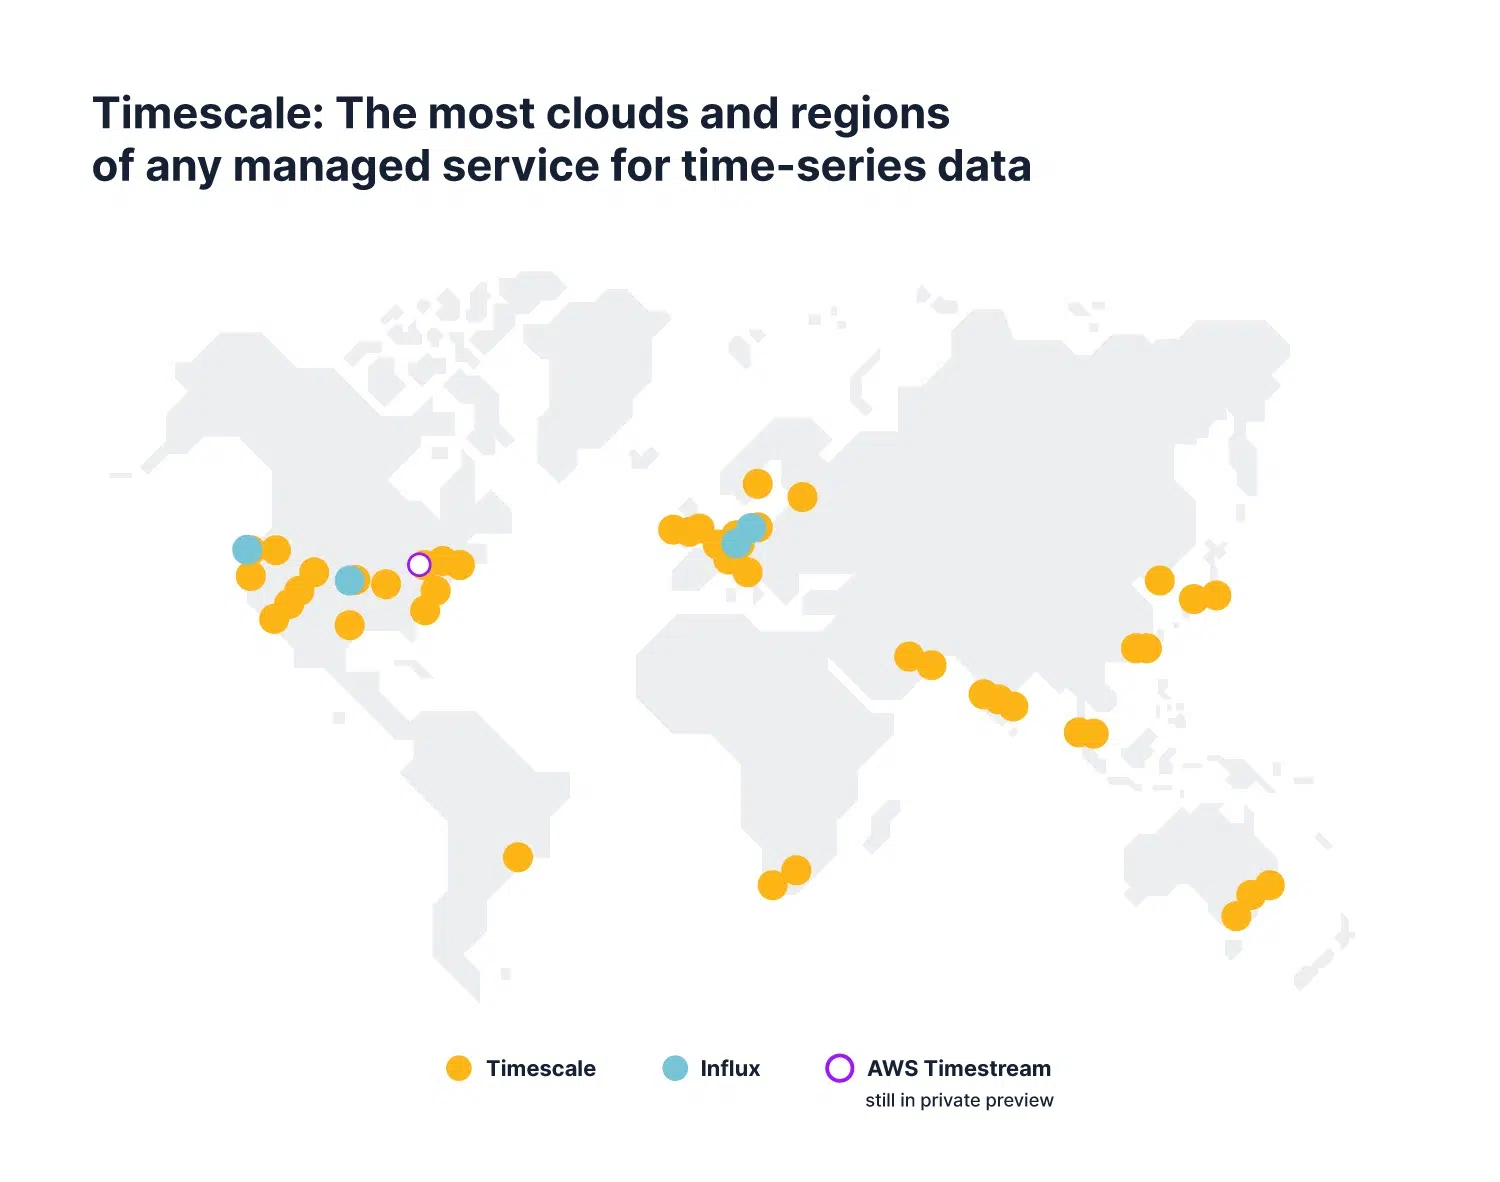 Timescale: The most clouds and regions
of any managed service for time-series data
Timescale
Influx
AWS Timestream
still in private preview